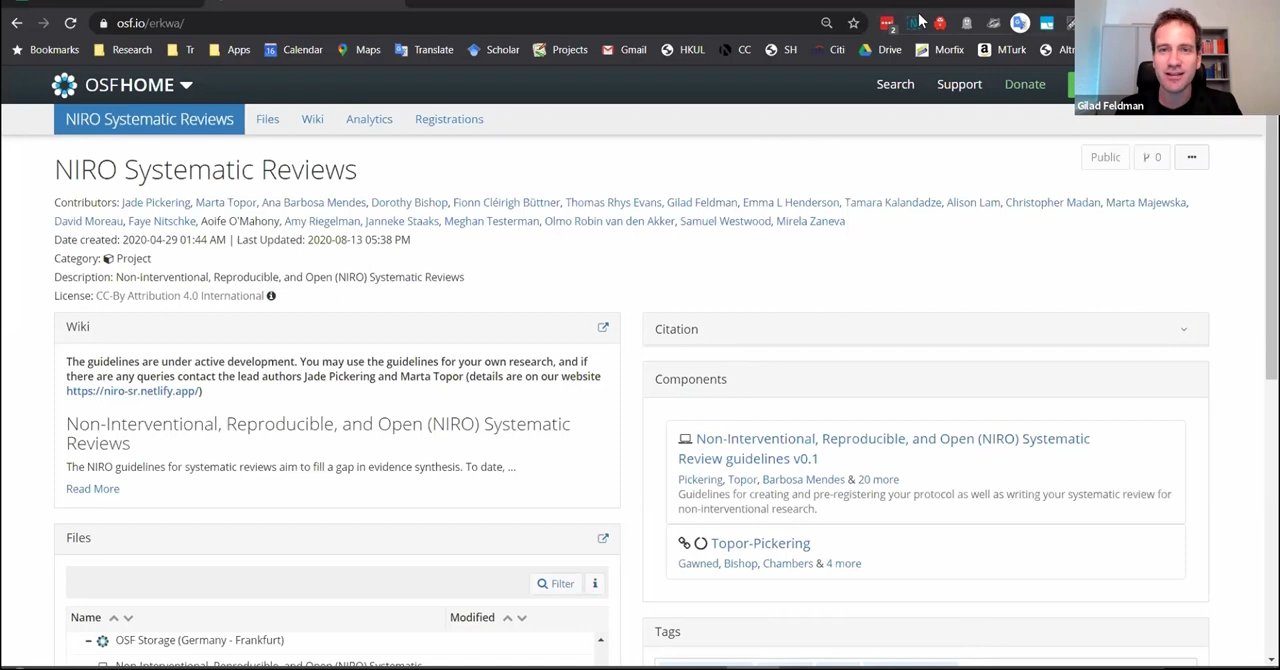 osf.io/erkwa/
2
Bookmarks Research Tr Apps 16 Calendar Maps Translate Scholar Projects Gmail HKUL CC SH Citi Drive Morfix a MTurk
OSFHOME Search Support Donate
Gilad Feldman
NIRO Systematic Reviews Files Wiki Analytics Registrations
NIRO Systematic Reviews
Public 0
Contributors: Jade Pickering, Marta Topor, Ana Barbosa Mendes, Dorothy Bishop, Fionn Cléirigh Büttner, Thomas Rhys Evans, Gilad Feldman, Emma L Henderson, Tamara Kalandadze, Alison Lam, Christopher Madan, Marta Majewska,
David Moreau, Faye Nitschke, Aoife O'Mahony, Amy Riegelman, Janneke Staaks, Meghan Testerman, Olmo Robin van den Akker, Samuel Westwood, Mirela Zaneva
Date created: 2020-04-29 01:44 AM | Last Updated: 2020-08-13 05:38 PM
Category: Project
Description: Non-Interventional, Reproducible, and Open (NIRO) Systematic Reviews
License: CC-By Attribution 4.0 International
Wiki
The guidelines are under active development. You may use the guidelines for your own research, and if
there are any queries contact the lead authors Jade Pickering and Marta Topor (details are on our website
https://niro-sr.netlify.app/)
Non-Interventional, Reproducible, and Open (NIRO) Systematic
Reviews
The NIRO guidelines for systematic reviews aim to fill a gap in evidence synthesis. To date, ...
Read More
Files
Filter
Name Modified
OSF Storage (Germany - Frankfurt)
Non-Interventional, Reproducible, and Open (NIRO) Systematic
Citation
Components
Non-Interventional, Reproducible, and Open (NIRO) Systematic
Review guidelines v0.1
Pickering, Topor, Barbosa Mendes & 20 more
Guidelines for creating and pre-registering your protocol as well as writing your systematic review for
non-interventional research.
Topor-Pickering
Gawned, Bishop, Chambers & 4 more
Tags